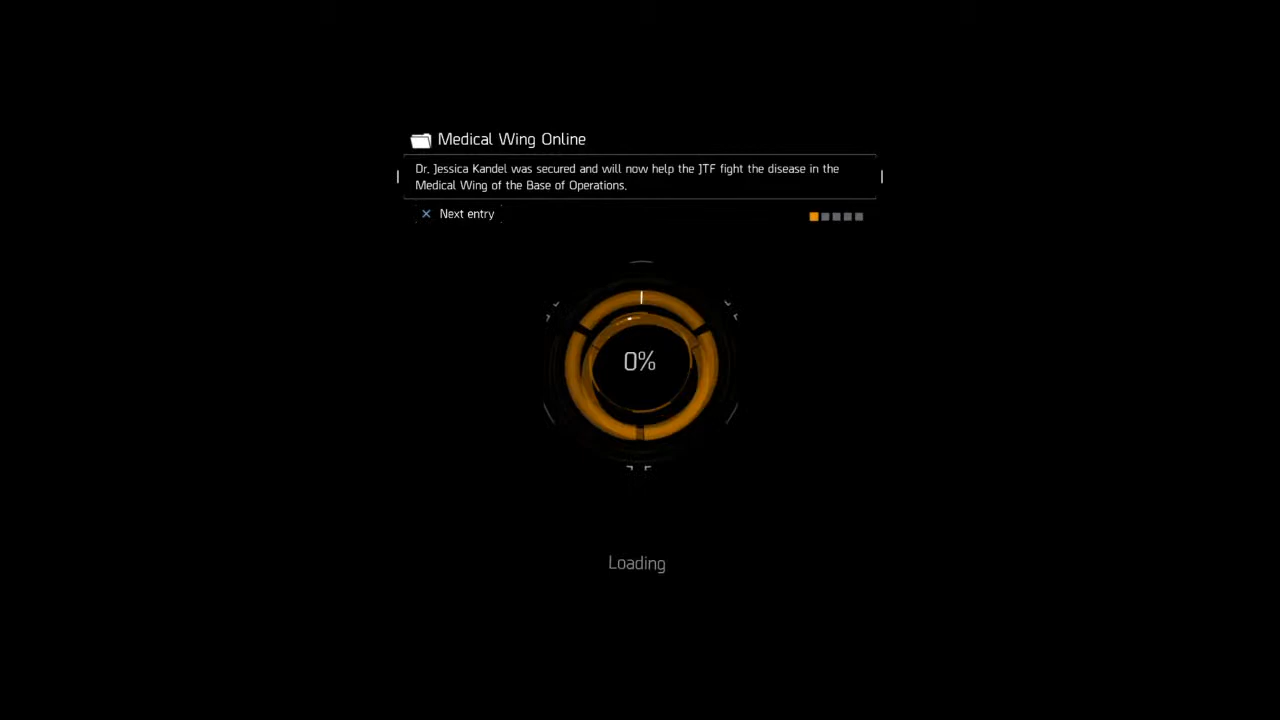 Medical Wing Online
Dr. Jessica Kandel was secured and will now help the JTF fight the disease in the
Medical Wing of the Base of Operations.
Next entry
0%
Loading